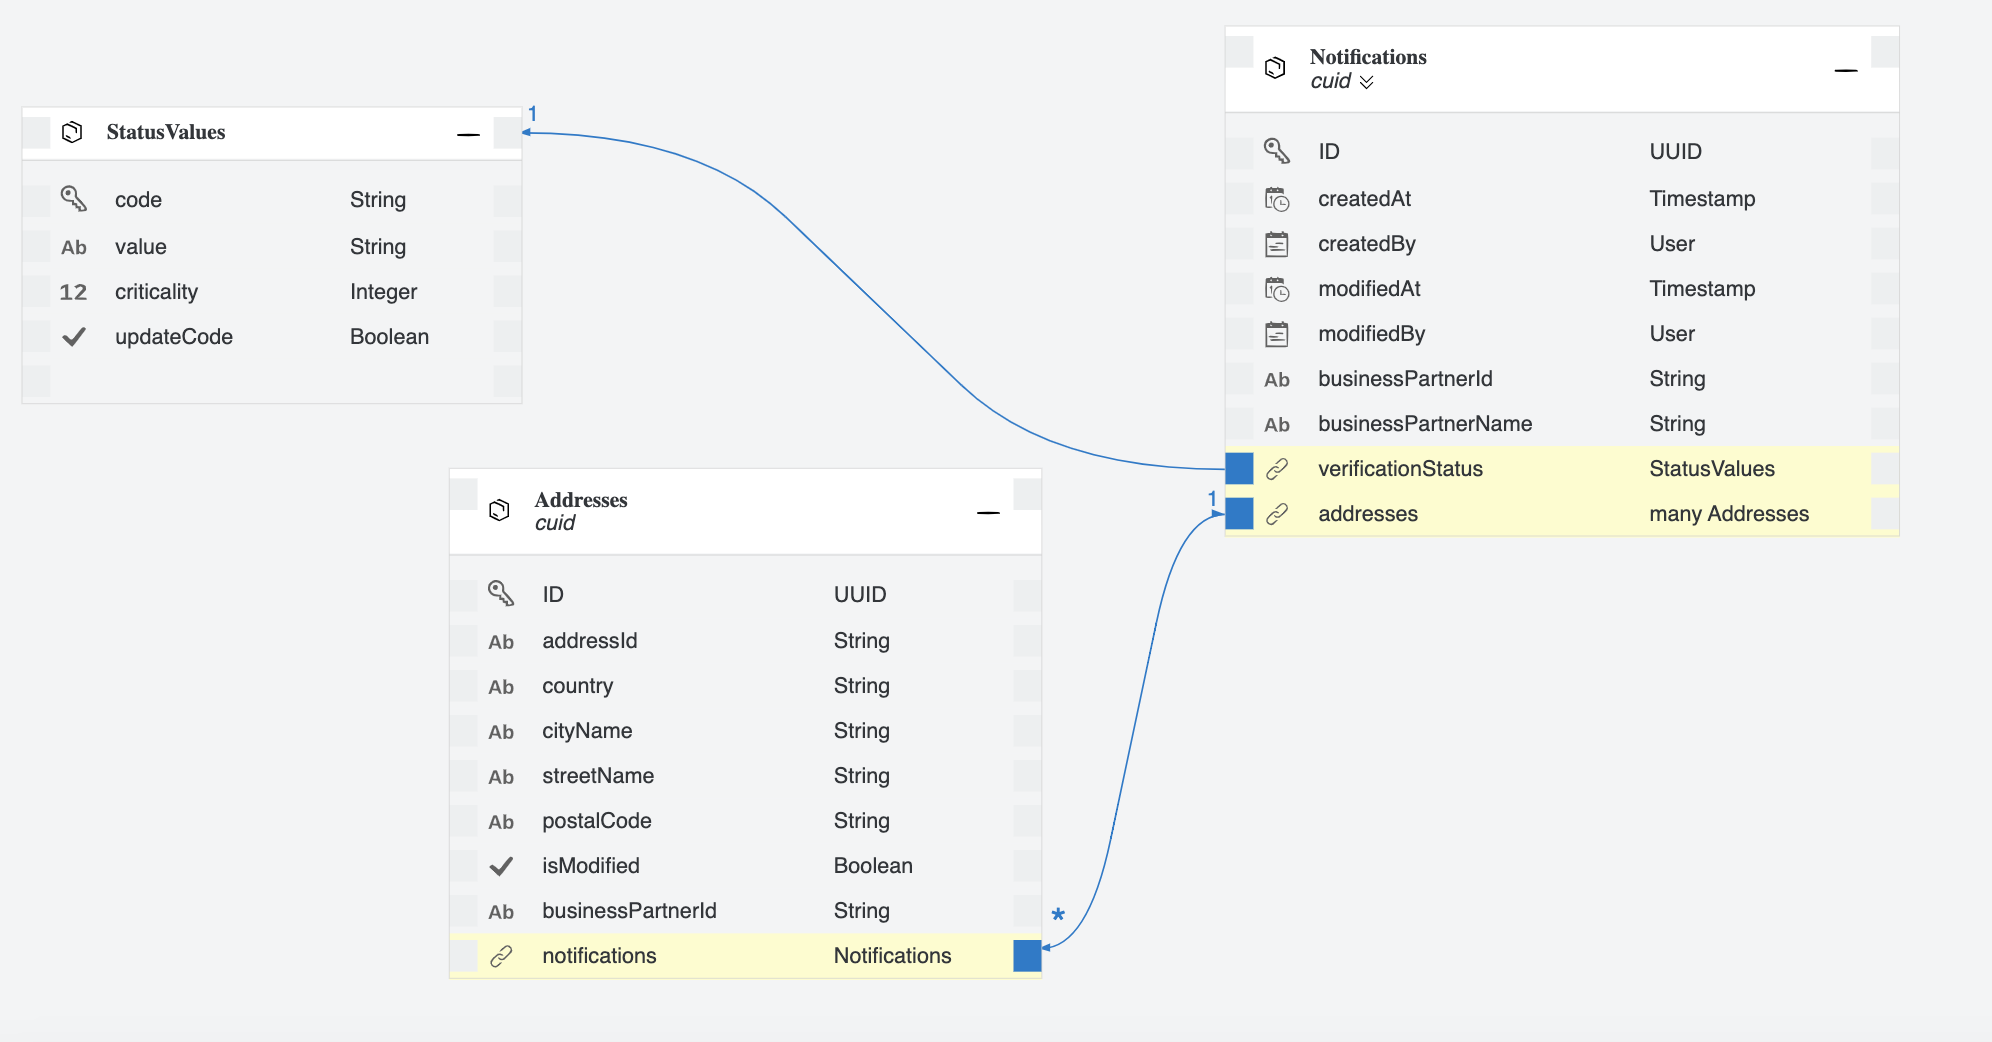 StatusValues
1
code String
Ab value String
12 criticality Integer
updateCode Boolean
Notifications
cuid
ID UUID
createdAt Timestamp
createdBy User
modifiedAt Timestamp
modifiedBy User
Ab businessPartnerId String
Ab businessPartnerName String
verificationStatus StatusValues
1
addresses many Addresses
Addresses
cuid
ID UUID
Ab addressId String
Ab country String
Ab cityName String
Ab streetName String
Ab postalCode String
isModified Boolean
Ab businessPartnerId String
*
notifications Notifications